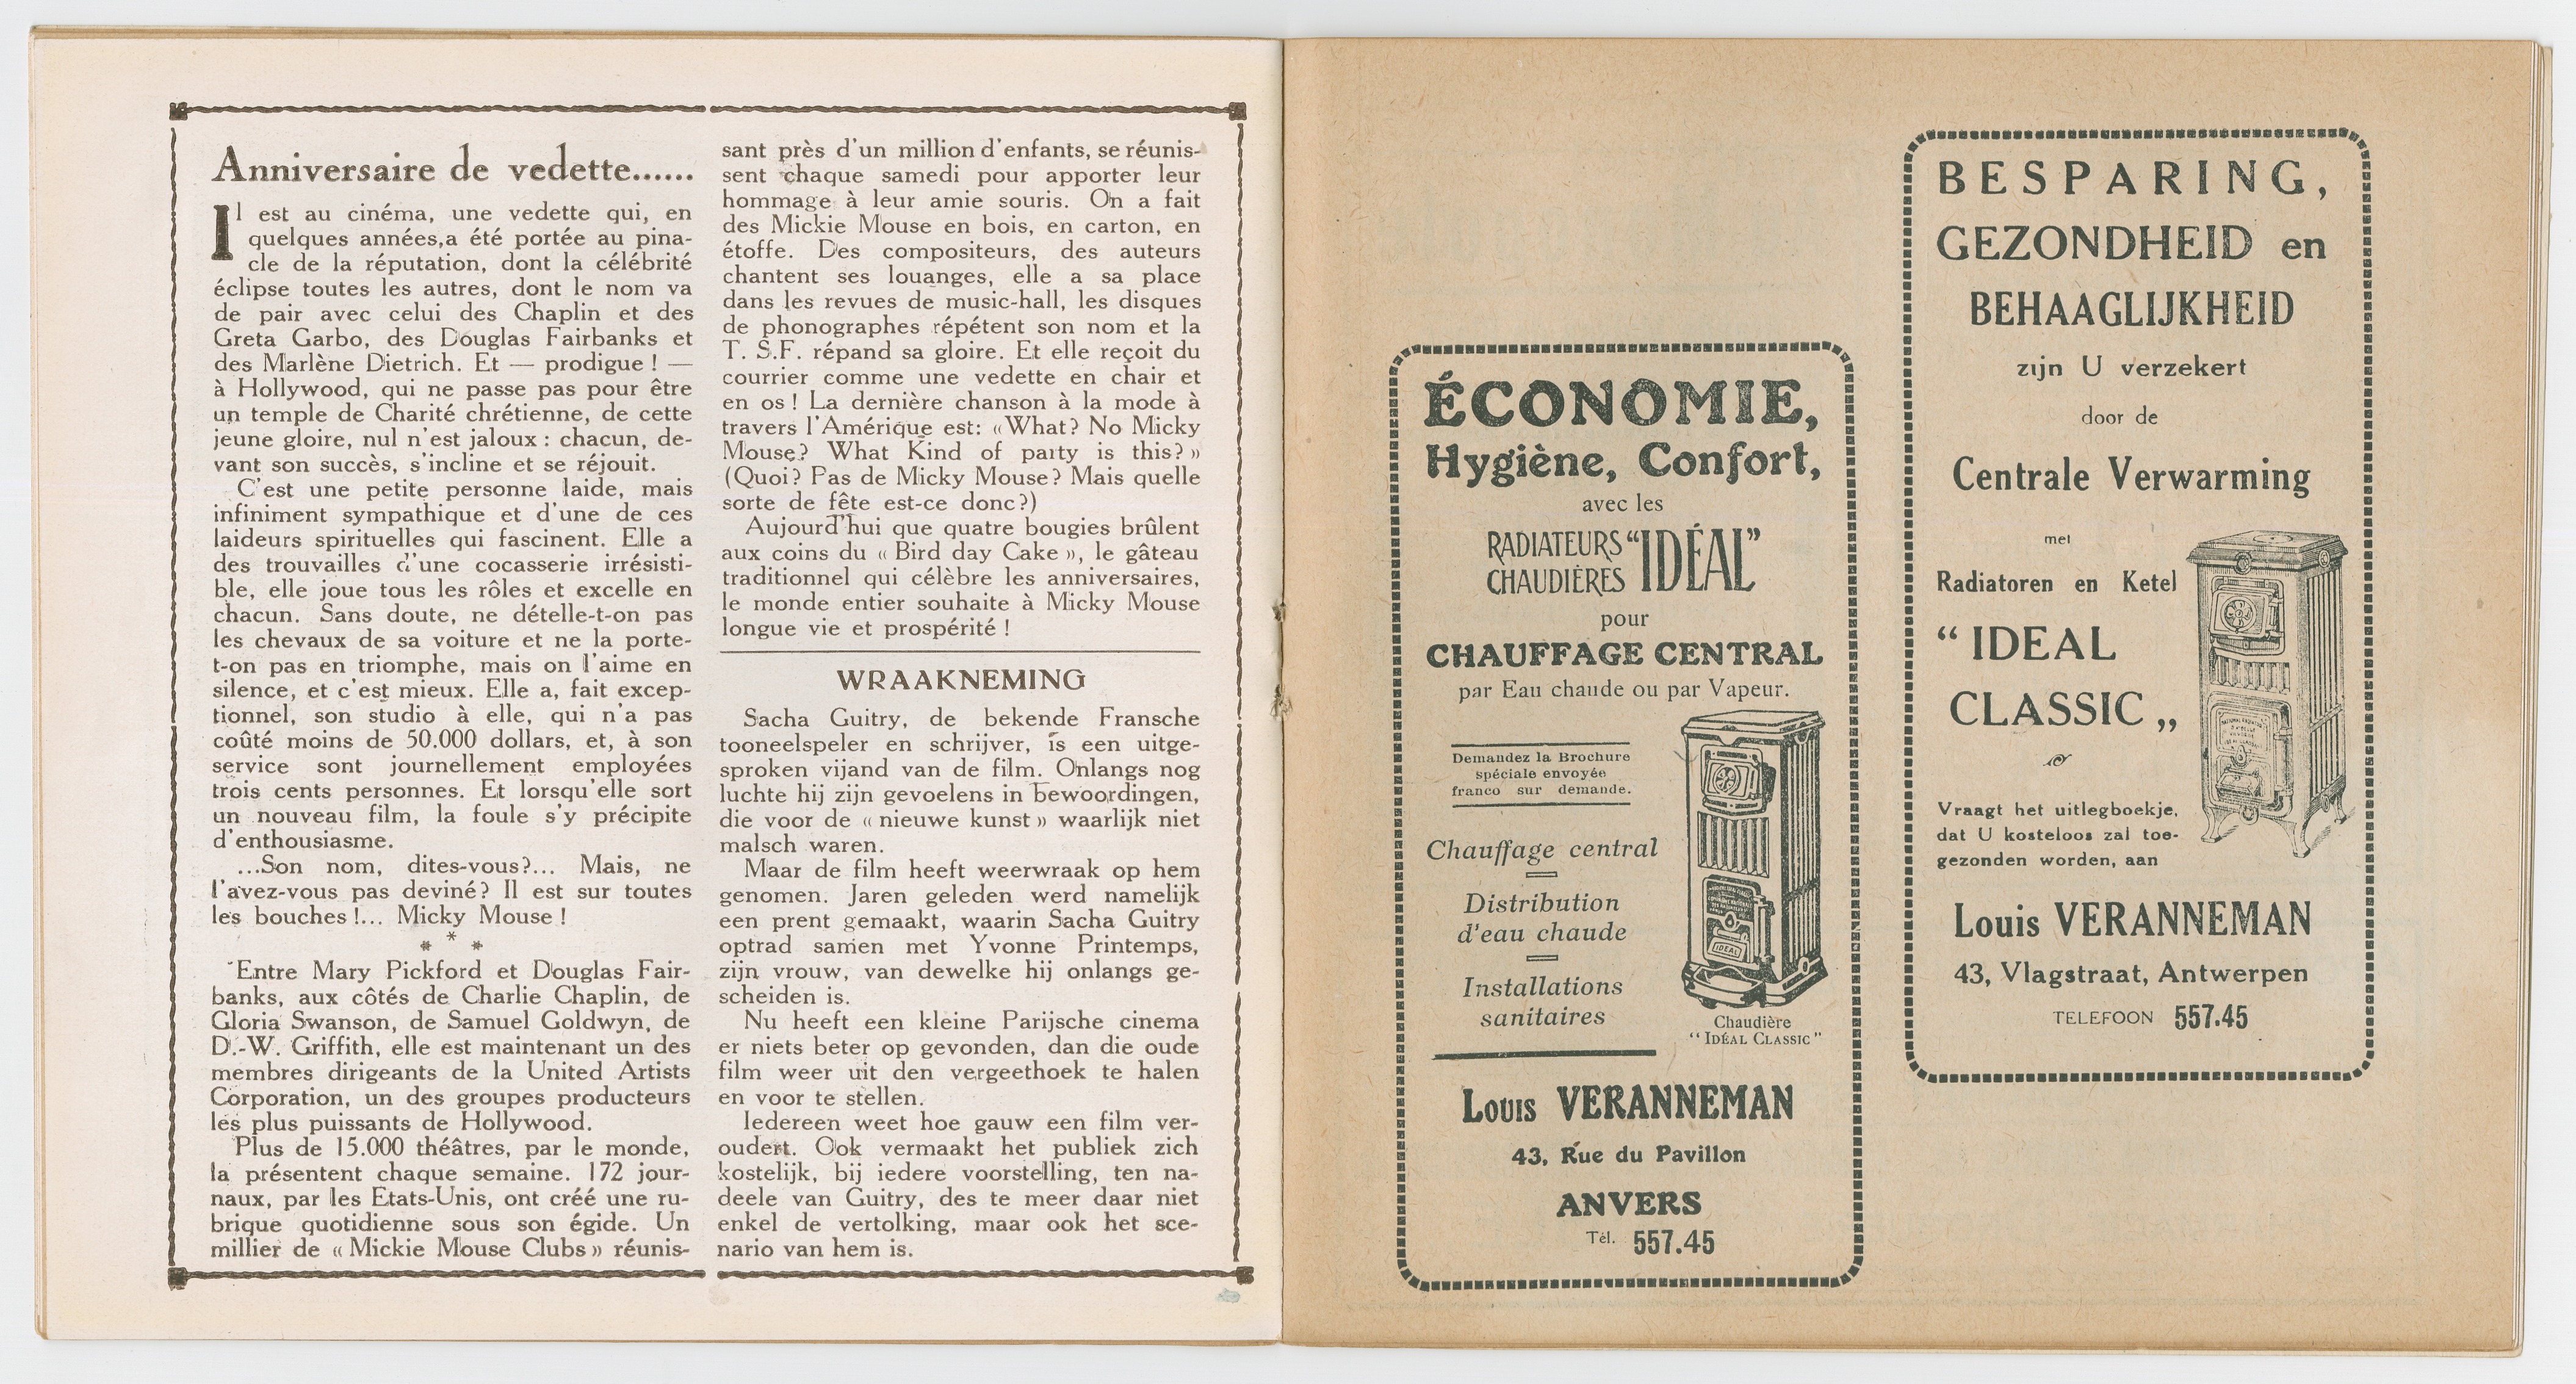 Anniversaire de vedette......
Il est au cinéma, une vedette qui, en
quelques années,a été portée au pina-
cle de la réputation, dont la célébrité
éclipse toutes les autres, dont le nom va
de pair avec celui des Chaplin et des
Greta Garbo, des Douglas Fairbanks et
des Marlène Dietrich. Et — prodigue ! —
à Hollywood, qui ne passe pas pour être
un temple de Charité chrétienne, de cette
jeune gloire, nul n'est jaloux : chacun, de-
vant son succès, s'incline et se réjouit.
C'est une petite personne laide, mais
infiniment sympathique et d'une de ces
laideurs spirituelles qui fascinent. Elle a
des trouvailles d'une cocasserie irrésisti-
ble, elle joue tous les rôles et excelle en
chacun. Sans doute, ne dételle-t-on pas
les chevaux de sa voiture et ne la porte-
t-on pas en triomphe, mais on l'aime en
silence, et c'est mieux. Elle a, fait excep-
tionnel, son studio à elle, qui n'a pas
coûté moins de 50.000 dollars, et, à son
service sont journellement employées
trois cents personnes. Et lorsqu'elle sort
un nouveau film, la foule s'y précipite
d'enthousiasme.
...Son nom, dites-vous?... Mais, ne
l'avez-vous pas deviné? Il est sur toutes
les bouches !... Micky Mouse !
* * *
Entre Mary Pickford et Douglas Fair-
banks, aux côtés de Charlie Chaplin, de
Gloria Swanson, de Samuel Goldwyn, de
D.-W. Griffith, elle est maintenant un des
membres dirigeants de la United Artists
Corporation, un des groupes producteurs
les plus puissants de Hollywood.
Plus de 15.000 théâtres, par le monde,
la présentent chaque semaine. 172 jour-
naux, par les Etats-Unis, ont créé une ru-
brique quotidienne sous son égide. Un
millier de « Mickie Mouse Clubs » réunis-
sant près d'un million d'enfants, se réunis-
sent chaque samedi pour apporter leur
hommage à leur amie souris. On a fait
des Mickie Mouse en bois, en carton, en
étoffe. Des compositeurs, des auteurs
chantent ses louanges, elle a sa place
dans les revues de music-hall, les disques
de phonographes répétent son nom et la
T. S.F. répand sa gloire. Et elle reçoit du
courrier comme une vedette en chair et
en os ! La dernière chanson à la mode à
travers l'Amérique est: « What? No Micky
Mouse? What Kind of party is this? »
(Quoi? Pas de Micky Mouse? Mais quelle
sorte de fête est-ce donc?)
Aujourd'hui que quatre bougies brûlent
aux coins du « Bird day Cake », le gâteau
traditionnel qui célèbre les anniversaires,
le monde entier souhaite à Micky Mouse
longue vie et prospérité !
WRAAKNEMING
Sacha Guitry, de bekende Fransche
tooneelspeler en schrijver, is een uitge-
sproken vijand van de film. Onlangs nog
luchte hij zijn gevoelens in bewoordingen,
die voor de « nieuwe kunst » waarlijk niet
malsch waren.
Maar de film heeft weerwraak op hem
genomen. Jaren geleden werd namelijk
een prent gemaakt, waarin Sacha Guitry
optrad samen met Yvonne Printemps,
zijn vrouw, van dewelke hij onlangs ge-
scheiden is.
Nu heeft een kleine Parijsche cinema
er niets beter op gevonden, dan die oude
film weer uit den vergeethoek te halen
en voor te stellen.
Iedereen weet hoe gauw een film ver-
oudert. Ook vermaakt het publiek zich
kostelijk, bij iedere voorstelling, ten na-
deele van Guitry, des te meer daar niet
enkel de vertolking, maar ook het sce-
nario van hem is.
ÉCONOMIE,
Hygiène, Confort,
avec les
RADIATEURS
CHAUDIÈRES
"IDÉAL"
pour
CHAUFFAGE CENTRAL
par Eau chaude ou par Vapeur.
Demandez la Brochure
spéciale envoyée
franco sur demande.
Chauffage central
Distribution
d'eau chaude
Installations
sanitaires
IDEAL
Chaudière
"IDÉAL CLASSIC"
Louis VERANNEMAN
43, Rue du Pavillon
ANVERS
Tél. 557.45
BESPARING,
GEZONDHEID en
BEHAAGLIJKHEID
zijn U verzekert
door de
Centrale Verwarming
met
Radiatoren en Ketel
" IDEAL
CLASSIC „
Vraagt het uitlegboekje,
dat U kosteloos zal toe-
gezonden worden, aan
Louis VERANNEMAN
43, Vlagstraat, Antwerpen
TELEFOON 557.45